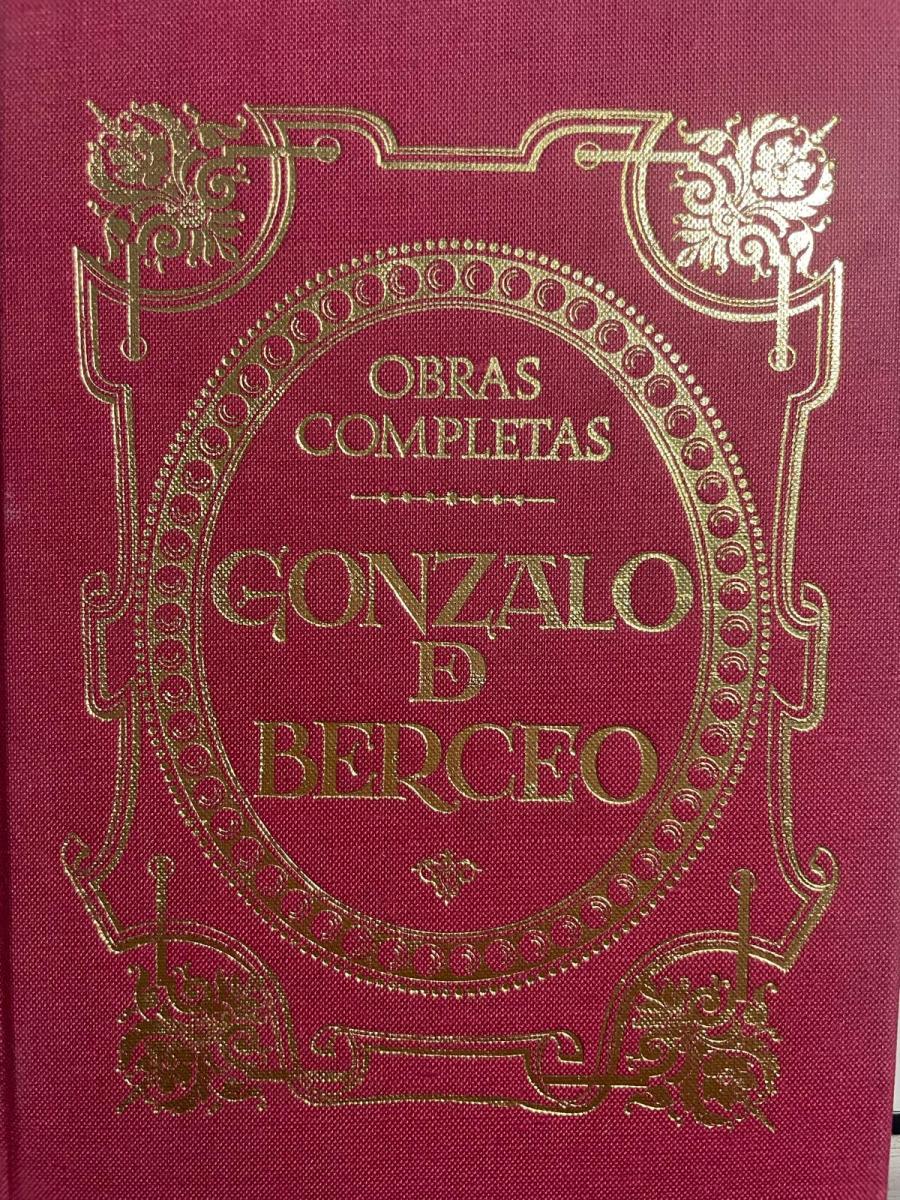 OBRAS
COMPLETAS
GONZALO
DE
BERCEO